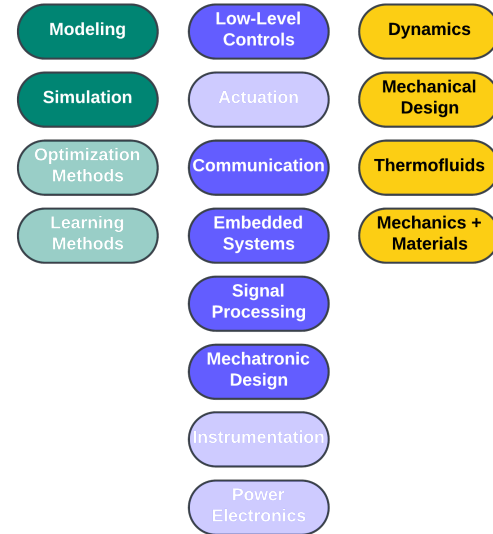 Modeling
Simulation
Optimization
Methods
Learning
Methods
Low-Level
Controls
Actuation
Communication
Embedded
Systems
Signal
Processing
Mechatronic
Design
Instrumentation
Power
Electronics
Dynamics
Mechanical
Design
Thermofluids
Mechanics +
Materials